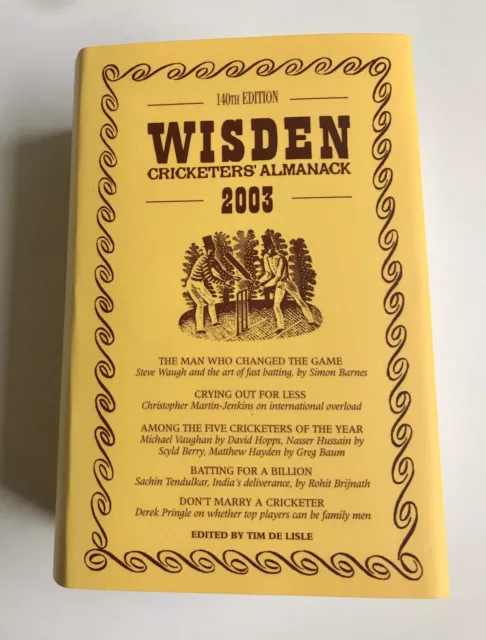 140TH EDITION
WISDEN
CRICKETERS' ALMANACK
2003
THE MAN WHO CHANGED THE GAME
Steve Waugh and the art of fast batting, by Simon Barnes
CRYING OUT FOR LESS
Christopher Martin-Jenkins on international overload
AMONG THE FIVE CRICKETERS OF THE YEAR
Michael Vaughan by David Hopps, Nasser Hussain by
Scyld Berry, Matthew Hayden by Greg Baum
BATTING FOR A BILLION
Sachin Tendulkar, India's deliverance, by Rohit Brijnath
DON'T MARRY A CRICKETER
Derek Pringle on whether top players can be family men
EDITED BY TIM DE LISLE